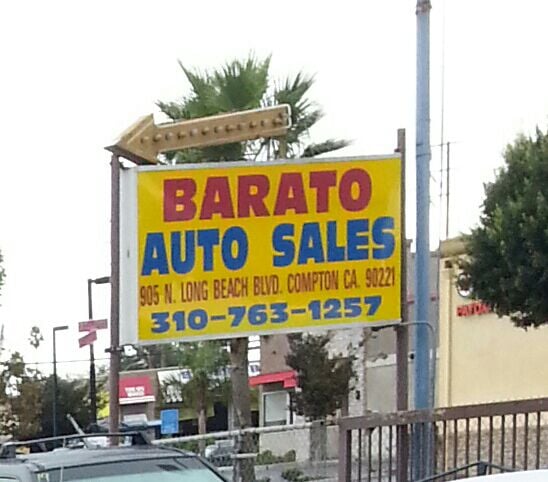 BARATO
AUTO SALES
905 N. LONG BEACH BLVD. COMPTON CA. 90221
310-763-1257